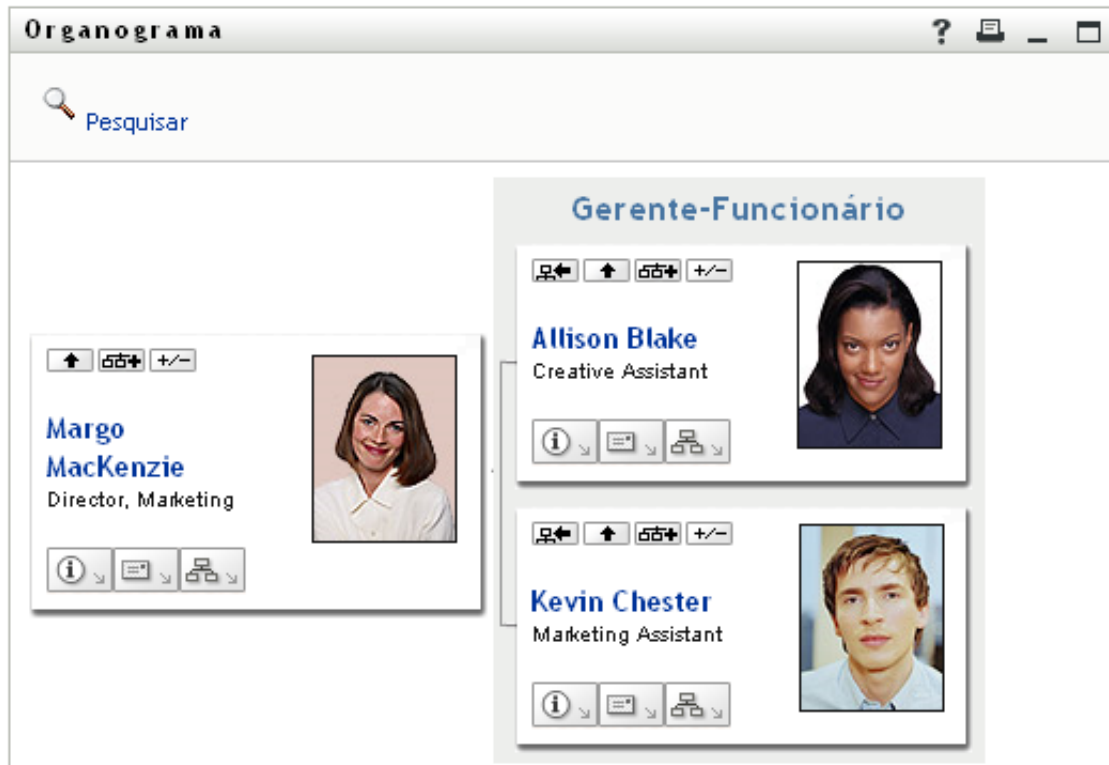 Organograma
Pesquisar
Gerente-Funcionário
Allison Blake
Creative Assistant
Margo
MacKenzie
Director, Marketing
Kevin Chester
Marketing Assistant